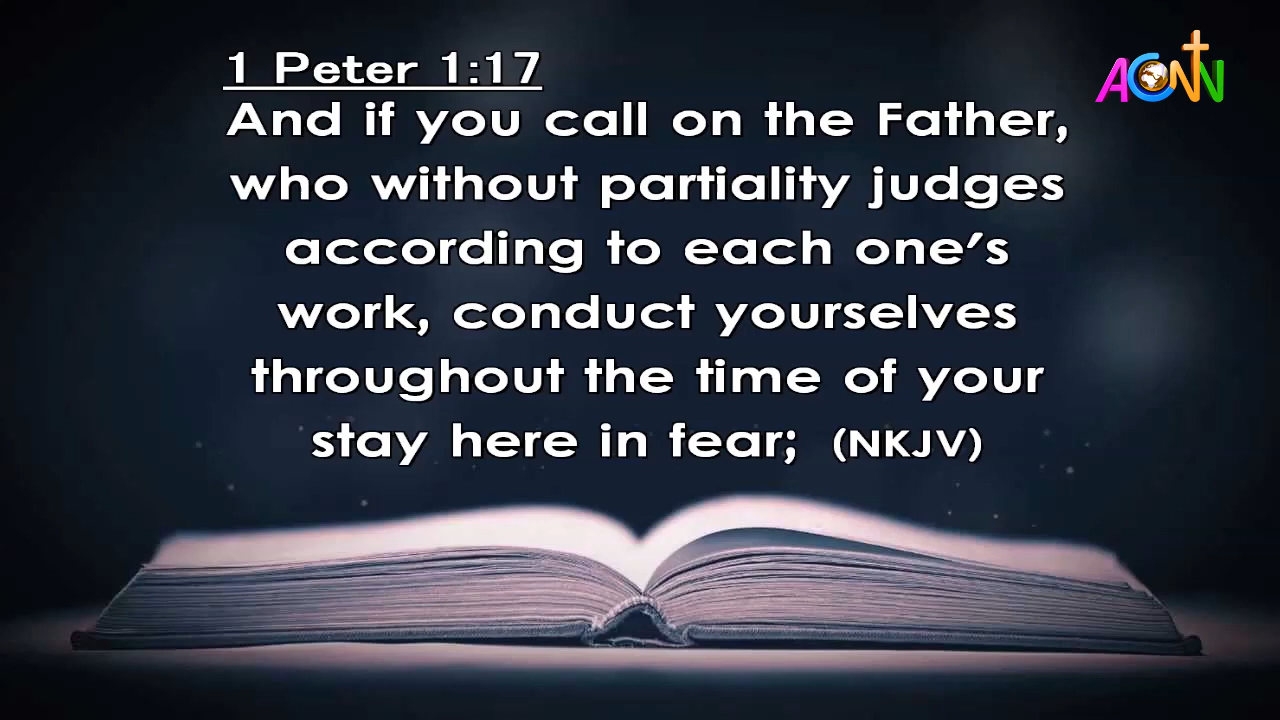 1 Peter 1:17
And if you call on the Father,
who without partiality judges
according to each one's
work, conduct yourselves
throughout the time of your
stay here in fear; (NKJV)
ACNN